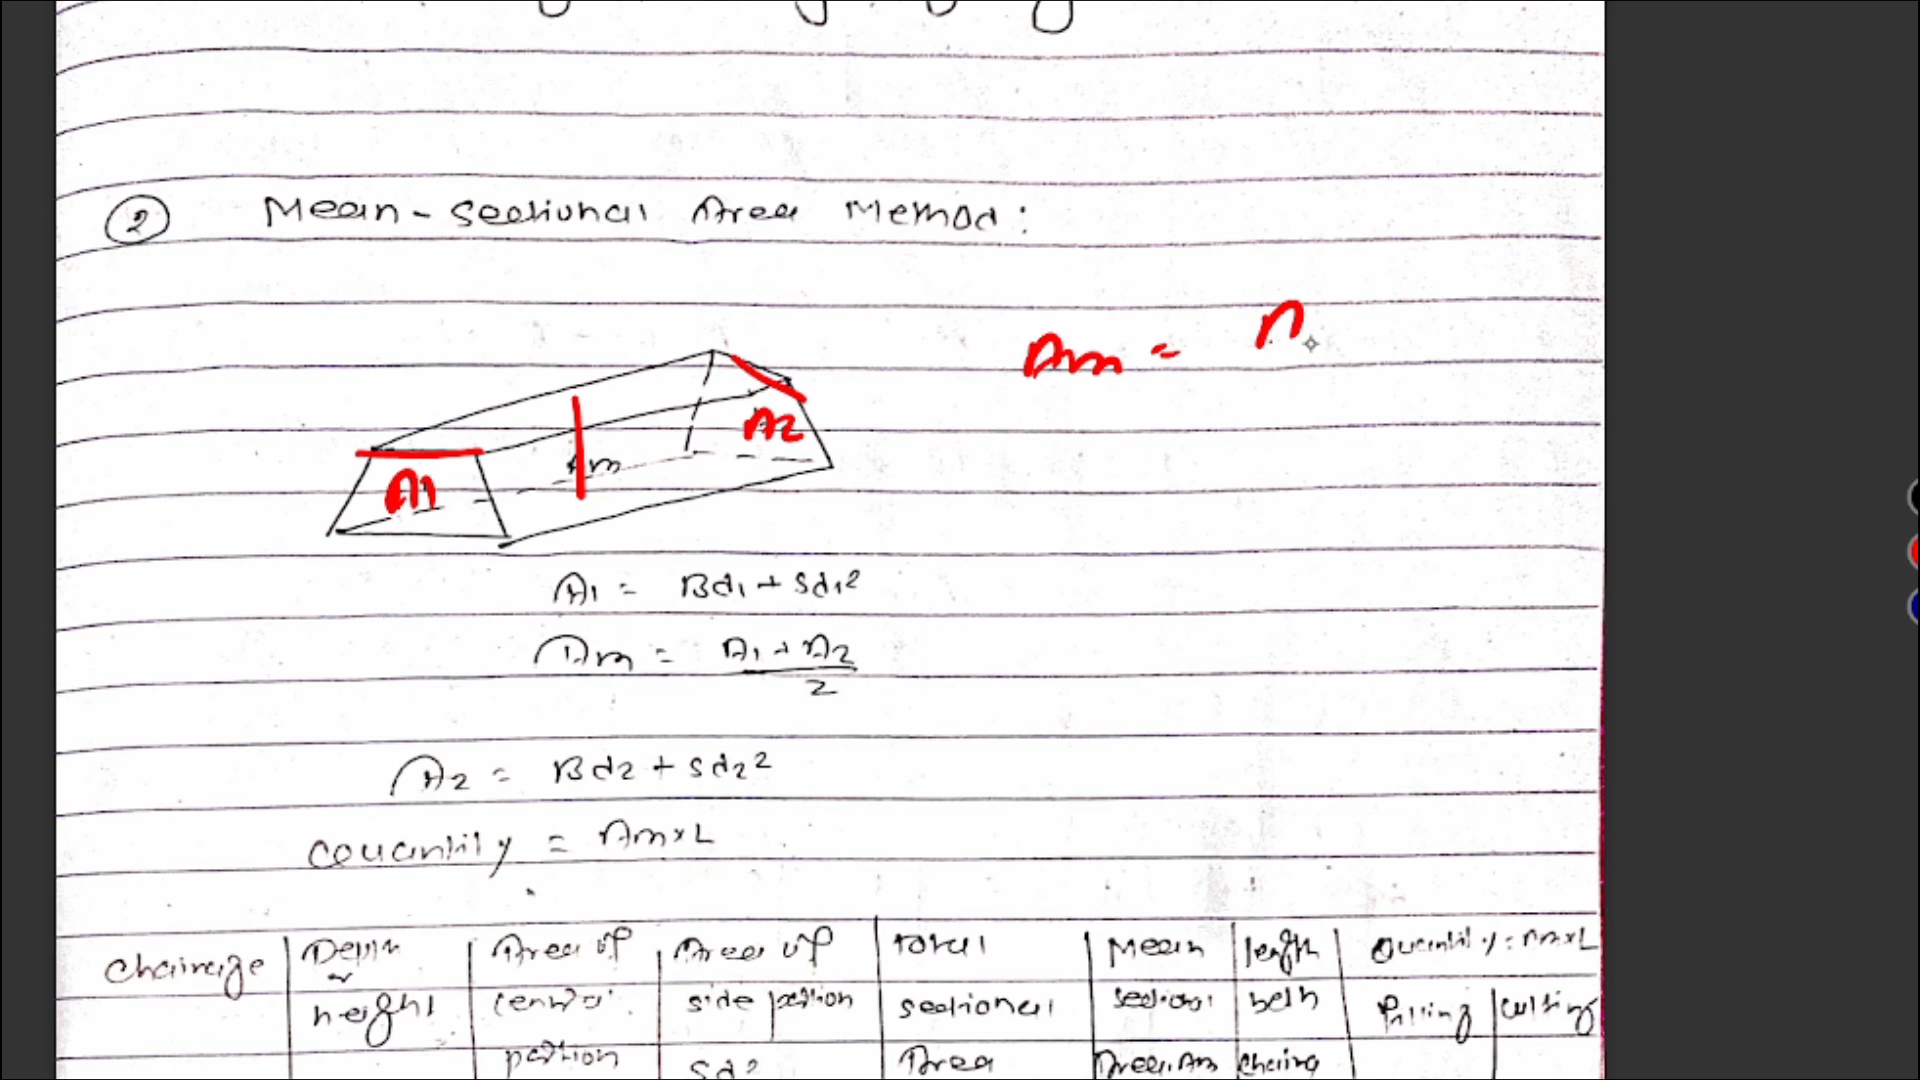 2 Mean-sectional Area Method:
Am =
A1 A2
Am
A1 = Bd1 + Sd1²
Am = A1 + A2 / 2
A2 = Bd2 + Sd2²
Quantity = Am×L
Chainage | Depth | Area of | Area of | total | Mean | length | Quantity = Am×L
or height | central | side portion | sectional | sectional | beth | filling | cutting
portion | Sd² | Area | Area.Am | chaina